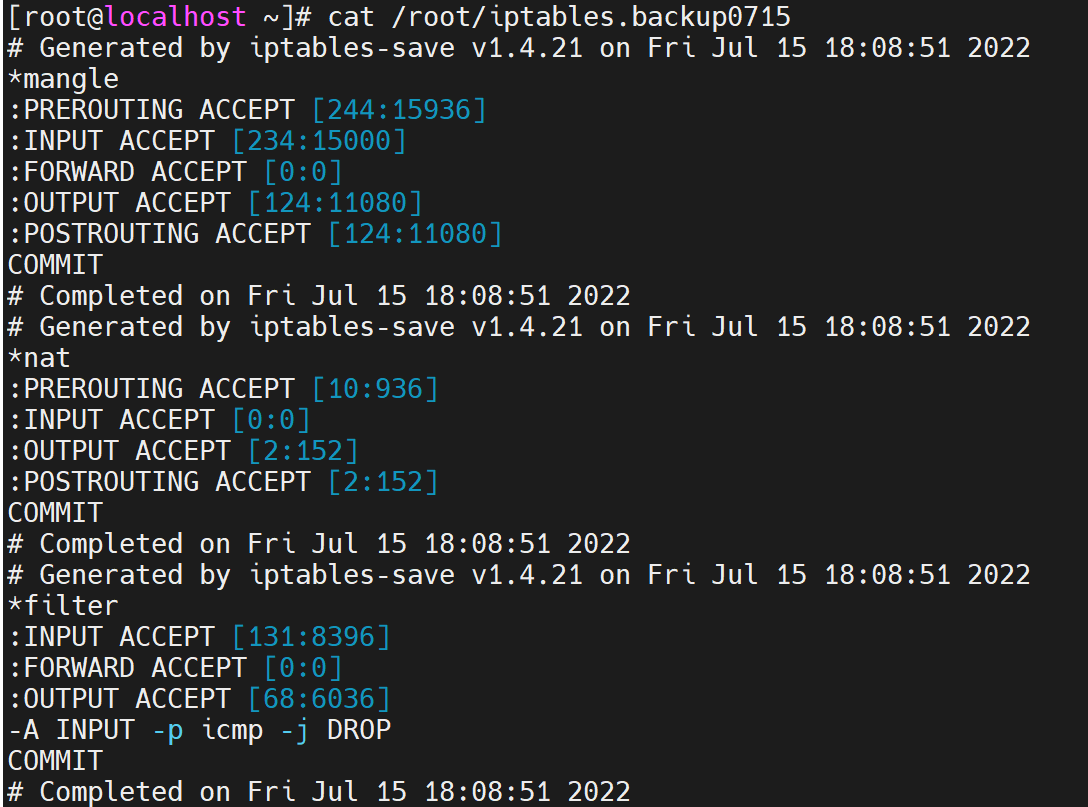 [root@localhost ~]# cat /root/iptables.backup0715
# Generated by iptables-save v1.4.21 on Fri Jul 15 18:08:51 2022
*mangle
:PREROUTING ACCEPT [244:15936]
:INPUT ACCEPT [234:15000]
:FORWARD ACCEPT [0:0]
:OUTPUT ACCEPT [124:11080]
:POSTROUTING ACCEPT [124:11080]
COMMIT
# Completed on Fri Jul 15 18:08:51 2022
# Generated by iptables-save v1.4.21 on Fri Jul 15 18:08:51 2022
*nat
:PREROUTING ACCEPT [10:936]
:INPUT ACCEPT [0:0]
:OUTPUT ACCEPT [2:152]
:POSTROUTING ACCEPT [2:152]
COMMIT
# Completed on Fri Jul 15 18:08:51 2022
# Generated by iptables-save v1.4.21 on Fri Jul 15 18:08:51 2022
*filter
:INPUT ACCEPT [131:8396]
:FORWARD ACCEPT [0:0]
:OUTPUT ACCEPT [68:6036]
-A INPUT -p icmp -j DROP
COMMIT
# Completed on Fri Jul 15 18:08:51 2022